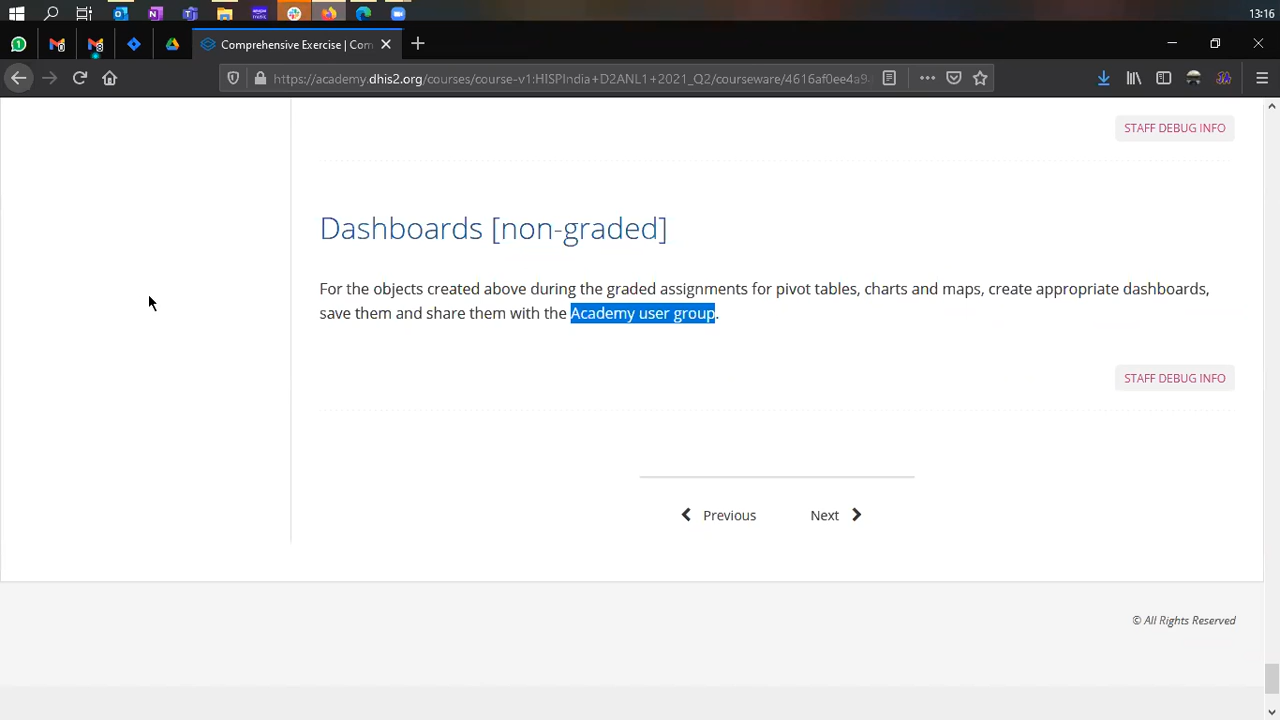 13:16
Comprehensive Exercise | Com
https://academy.dhis2.org/courses/course-v1:HISPIndia+D2ANL1+2021_Q2/courseware/4616af0ee4a9
STAFF DEBUG INFO
Dashboards [non-graded]
For the objects created above during the graded assignments for pivot tables, charts and maps, create appropriate dashboards,
save them and share them with the Academy user group.
STAFF DEBUG INFO
Previous
Next
© All Rights Reserved